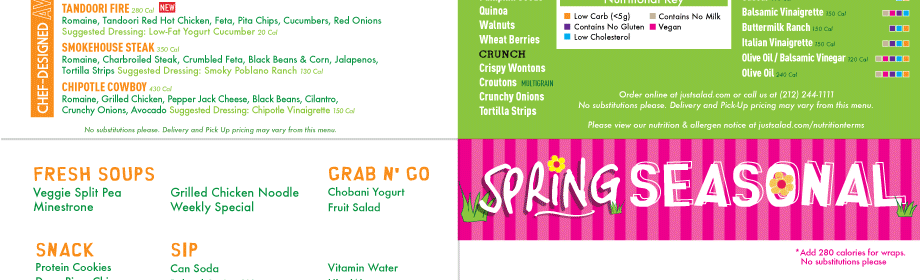 CHEF-DESIGNED
TANDOORI FIRE 280 Cal NEW
Romaine, Tandoori Red Hot Chicken, Feta, Pita Chips, Cucumbers, Red Onions
Suggested Dressing: Low-Fat Yogurt Cucumber 20 Cal
SMOKEHOUSE STEAK 350 Cal
Romaine, Charbroiled Steak, Crumbled Feta, Black Beans & Corn, Jalapenos,
Tortilla Strips Suggested Dressing: Smoky Poblano Ranch 130 Cal
CHIPOTLE COWBOY 430 Cal
Romaine, Grilled Chicken, Pepper Jack Cheese, Black Beans, Cilantro,
Crunchy Onions, Avocado Suggested Dressing: Chipotle Vinaigrette 150 Cal
No substitutions please. Delivery and Pick Up pricing may vary from this menu.
Quinoa
Walnuts
Wheat Berries
CRUNCH
Crispy Wontons
Croutons MULTIGRAIN
Crunchy Onions
Tortilla Strips
Nutritional Key
Low Carb (<5g)
Contains No Milk
Contains No Gluten
Vegan
Low Cholesterol
Balsamic Vinaigrette 150 Cal
Buttermilk Ranch 130 Cal
Italian Vinaigrette 150 Cal
Olive Oil / Balsamic Vinegar 120 Cal
Olive Oil 240 Cal
Order online at justsalad.com or call us at (212) 244-1111
No substitutions please. Delivery and Pick-Up pricing may vary from this menu.
Please view our nutrition & allergen notice at justsalad.com/nutritionterms
FRESH SOUPS
Veggie Split Pea
Grilled Chicken Noodle
Minestrone
Weekly Special
GRAB N' GO
Chobani Yogurt
Fruit Salad
SNACK
Protein Cookies
SIP
Can Soda
Vitamin Water
SPRING SEASONAL
*Add 280 calories for wraps.
No substitutions please